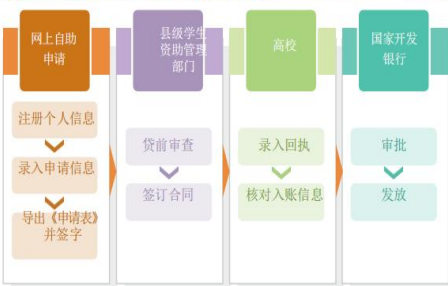 网上自助
申请
注册个人信息
录入申请信息
导出《申请表》
并签字
县级学生
资助管理
部门
贷前审查
签订合同
高校
录入回执
核对入账信息
国家开发
银行
审批
发放